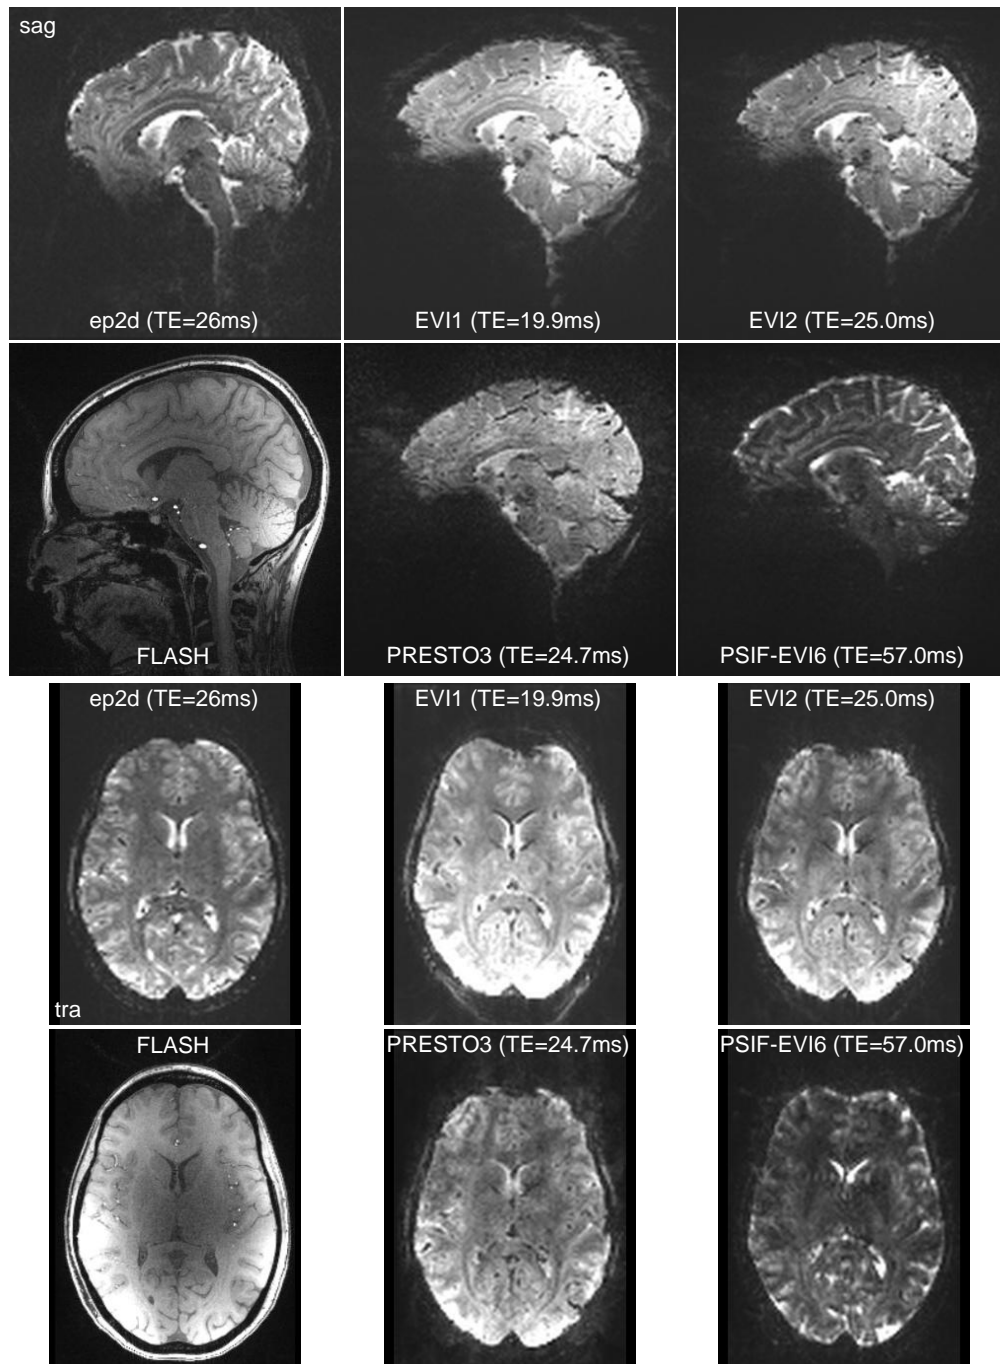 sag
ep2d (TE=26ms)
EVI1 (TE=19.9ms)
EVI2 (TE=25.0ms)
FLASH
PRESTO3 (TE=24.7ms)
PSIF-EVI6 (TE=57.0ms)
ep2d (TE=26ms)
EVI1 (TE=19.9ms)
EVI2 (TE=25.0ms)
tra
FLASH
PRESTO3 (TE=24.7ms)
PSIF-EVI6 (TE=57.0ms)